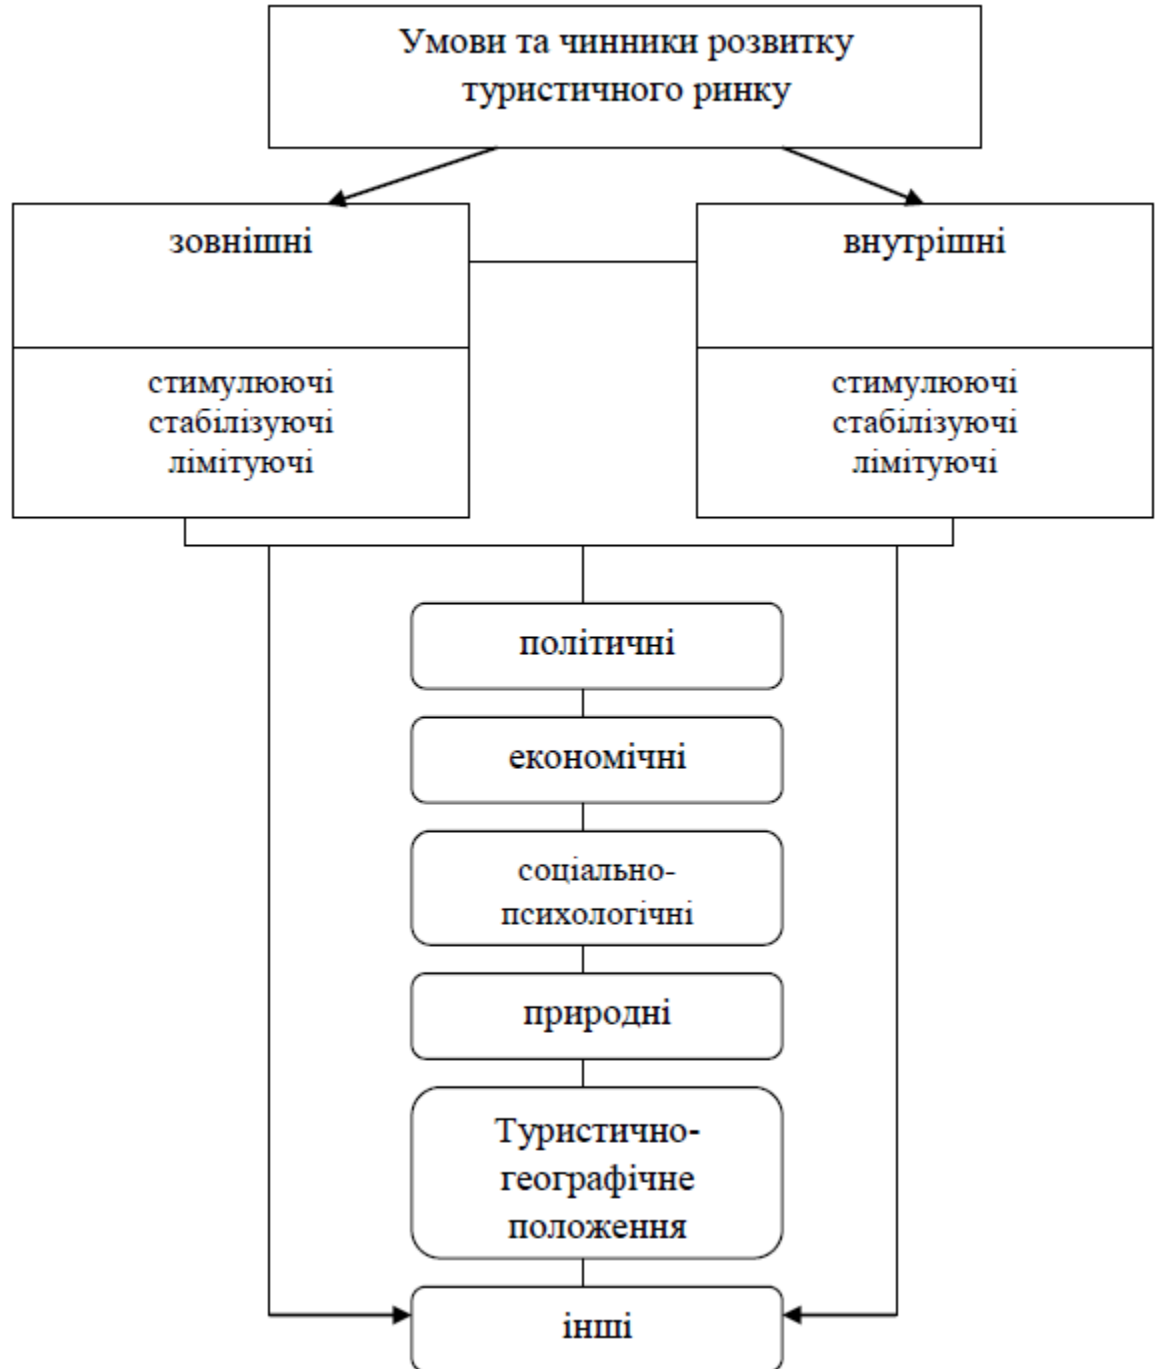 Умови та чинники розвитку
туристичного ринку
зовнішні
внутрішні
стимулюючі
стабілізуючі
лімітуючі
стимулюючі
стабілізуючі
лімітуючі
політичні
економічні
соціально-
психологічні
природні
Туристично-
географічне
положення
інші